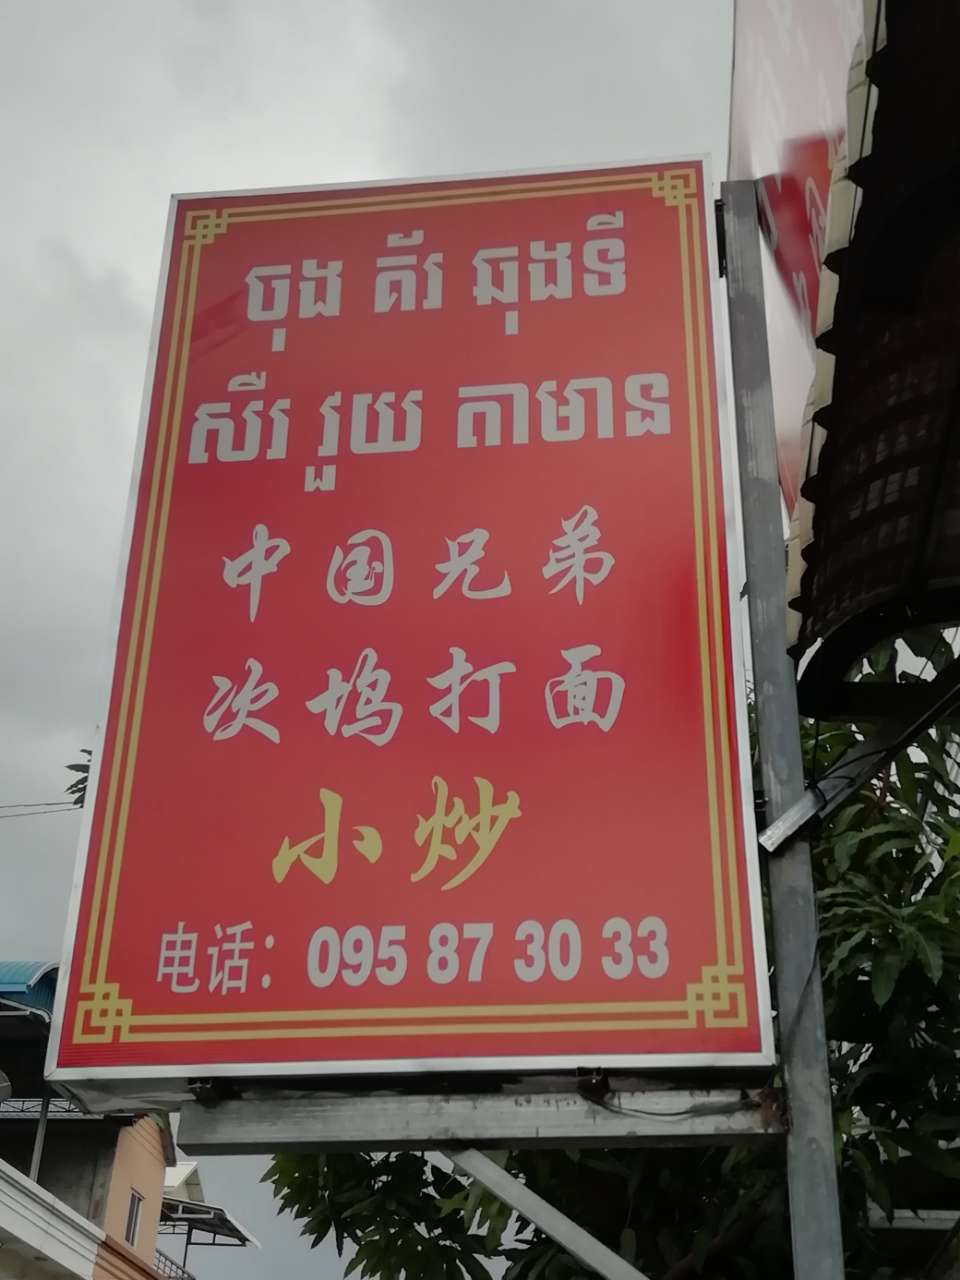 ចុង គ័រ ឆុងទី
សឺរ វួយ តាមាន
中国兄弟
次坞打面
小炒
电话：095 87 30 33